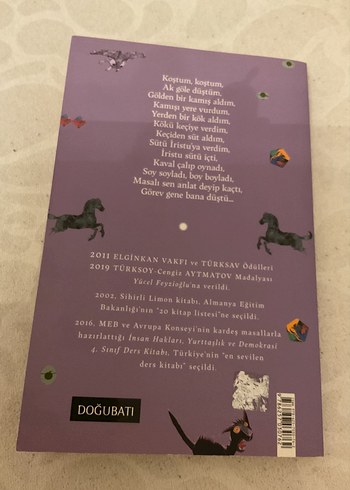 Koştum, koştum,
Ak göle düştüm,
Gölden bir kamış aldım,
Kamışı yere vurdum,
Yerden bir kök aldım,
Kökü keçiye verdim,
Keçiden süt aldım,
Sütü İristu'ya verdim,
İristu sütü içti,
Kaval çalıp oynadı,
Soy soyladı, boy boyladı,
Masalı sen anlat deyip kaçtı,
Görev gene bana düştü...
2011 ELGİNKAN VAKFI ve TÜRKSAV Ödülleri
2019 TÜRKSOY-Cengiz AYTMATOV Madalyası
Yücel Feyzioğlu'na verildi.
2002, Sihirli Limon kitabı, Almanya Eğitim
Bakanlığı'nın "20 kitap listesi"ne seçildi.
2016, MEB ve Avrupa Konseyi'nin kardeş masallarla
hazırlattığı İnsan Hakları, Yurttaşlık ve Demokrasi
4. Sınıf Ders Kitabı, Türkiye'nin "en sevilen
ders kitabı" seçildi.
DOĞUBATI